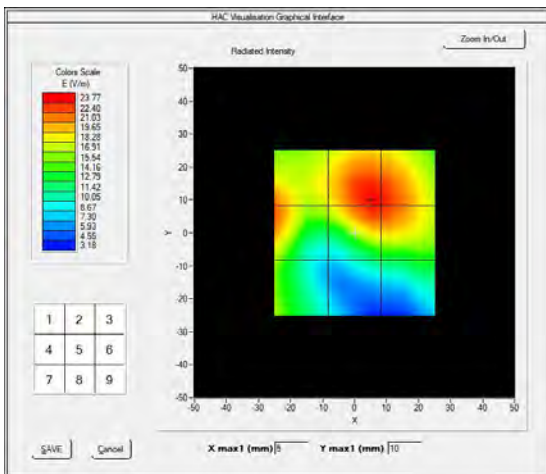 HAC Visualisation Graphical Interface
Zoom In/Out
Radiated Intensity
Colors Scale
E (V/m)
23.77
22.40
21.03
19.65
18.28
16.91
15.54
14.16
12.79
11.42
10.05
8.67
7.30
5.93
4.55
3.18
50
40
30
20
10
0
-10
-20
-30
-40
-50
Y
-50 -40 -30 -20 -10 0 10 20 30 40 50
X
1 2 3
4 5 6
7 8 9
SAVE
Cancel
X max1 (mm) 5 Y max1 (mm) 10